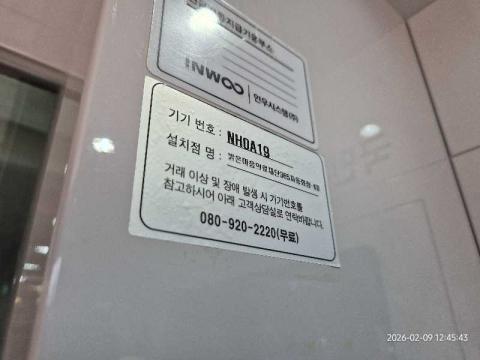 INWOO 인우시스템(주)
기기 번호 : NH0A19
설치점 명 :
거래 이상 및 장애 발생 시 기기번호를
참고하시어 아래 고객상담실로 연락바랍니다.
080-920-2220(무료)
2026-02-09 12:45:43